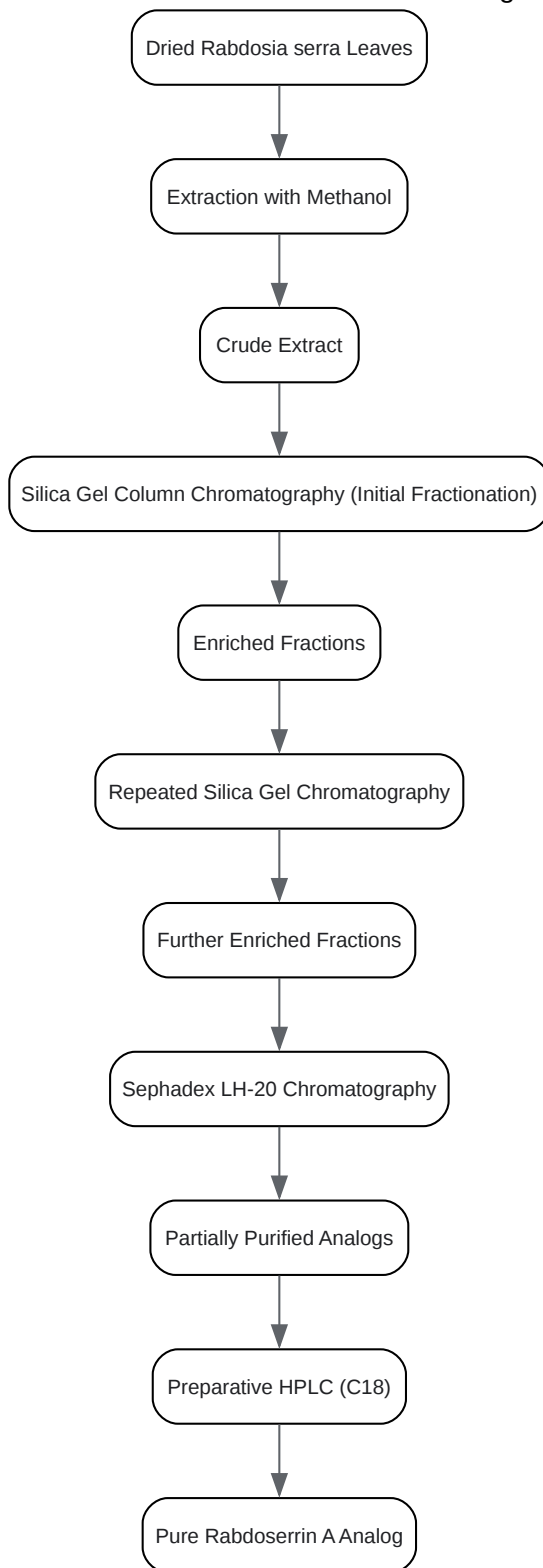 Dried Rabdosia serra Leaves
Extraction with Methanol
Crude Extract
Silica Gel Column Chromatography (Initial Fractionation)
Enriched Fractions
Repeated Silica Gel Chromatography
Further Enriched Fractions
Sephadex LH-20 Chromatography
Partially Purified Analogs
Preparative HPLC (C18)
Pure Rabdoserrin A Analog